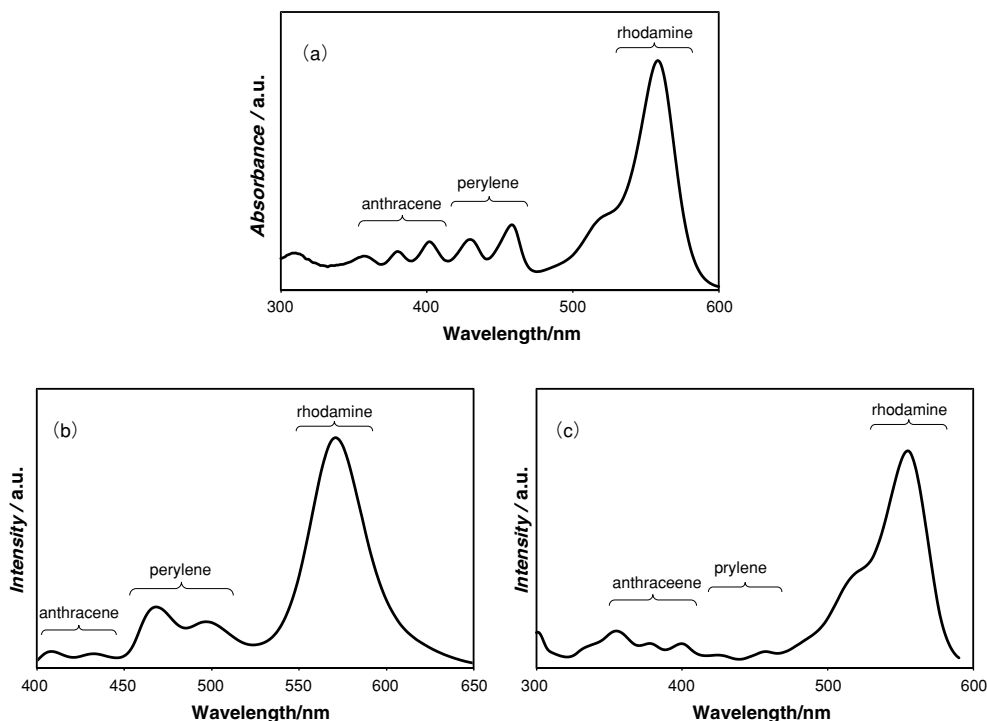 (a)
rhodamine
perylene
anthracene
Absorbance / a.u.
300
400
500
600
Wavelength/nm
(b)
rhodamine
perylene
anthracene
Intensity / a.u.
400
450
500
550
600
650
Wavelength/nm
(c)
rhodamine
prylene
anthraceene
Intensity / a.u.
300
400
500
600
Wavelength/nm